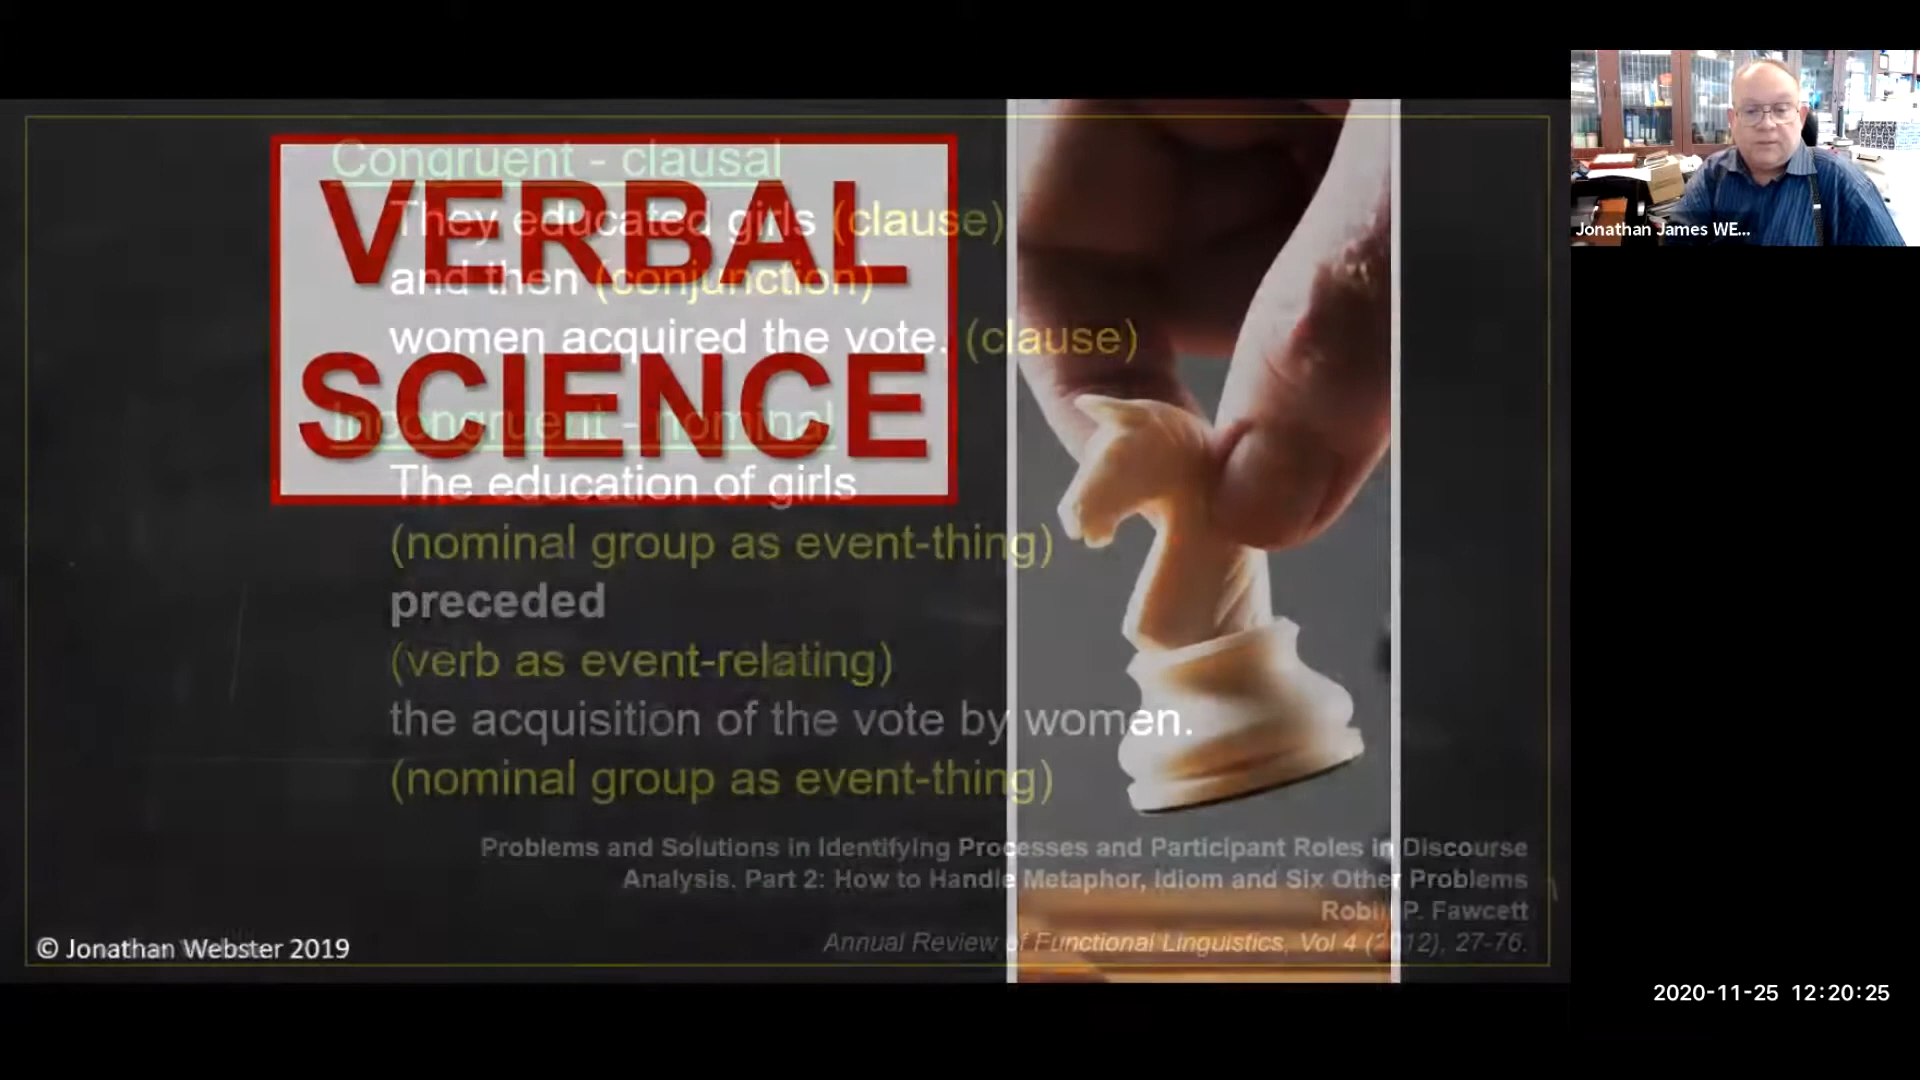 Congruent - clausal
VERBAL
They educated girls (clause)
and then (conjunction)
women acquired the vote. (clause)
SCIENCE
Incongruent - nominal
The education of girls
(nominal group as event-thing)
preceded
(verb as event-relating)
the acquisition of the vote by women.
(nominal group as event-thing)
Problems and Solutions in Identifying Processes and Participant Roles in Discourse
Analysis. Part 2: How to Handle Metaphor, Idiom and Six Other Problems
Robin P. Fawcett
Annual Review of Functional Linguistics, Vol 4 (2012), 27-76.
© Jonathan Webster 2019
Jonathan James WE...
2020-11-25 12:20:25